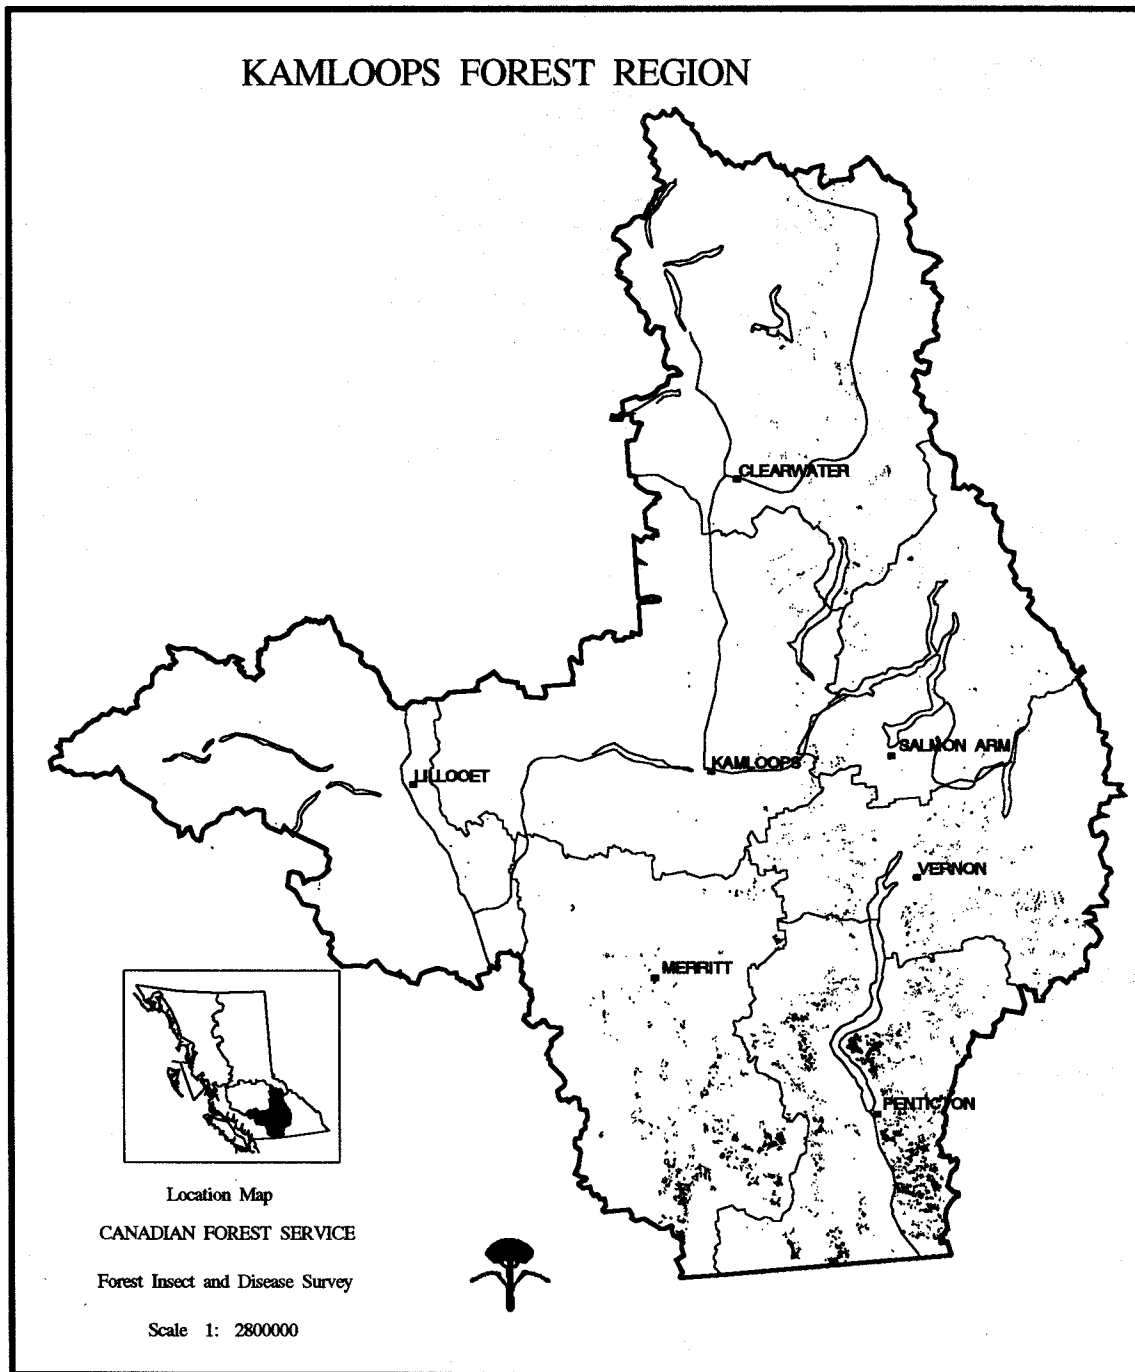 KAMLOOPS FOREST REGION
CLEARWATER
SALMON ARM
KAMLOOPS
LILLOOET
VERNON
MERRITT
PENTICTON
Location Map
CANADIAN FOREST SERVICE
Forest Insect and Disease Survey
Scale 1: 2800000